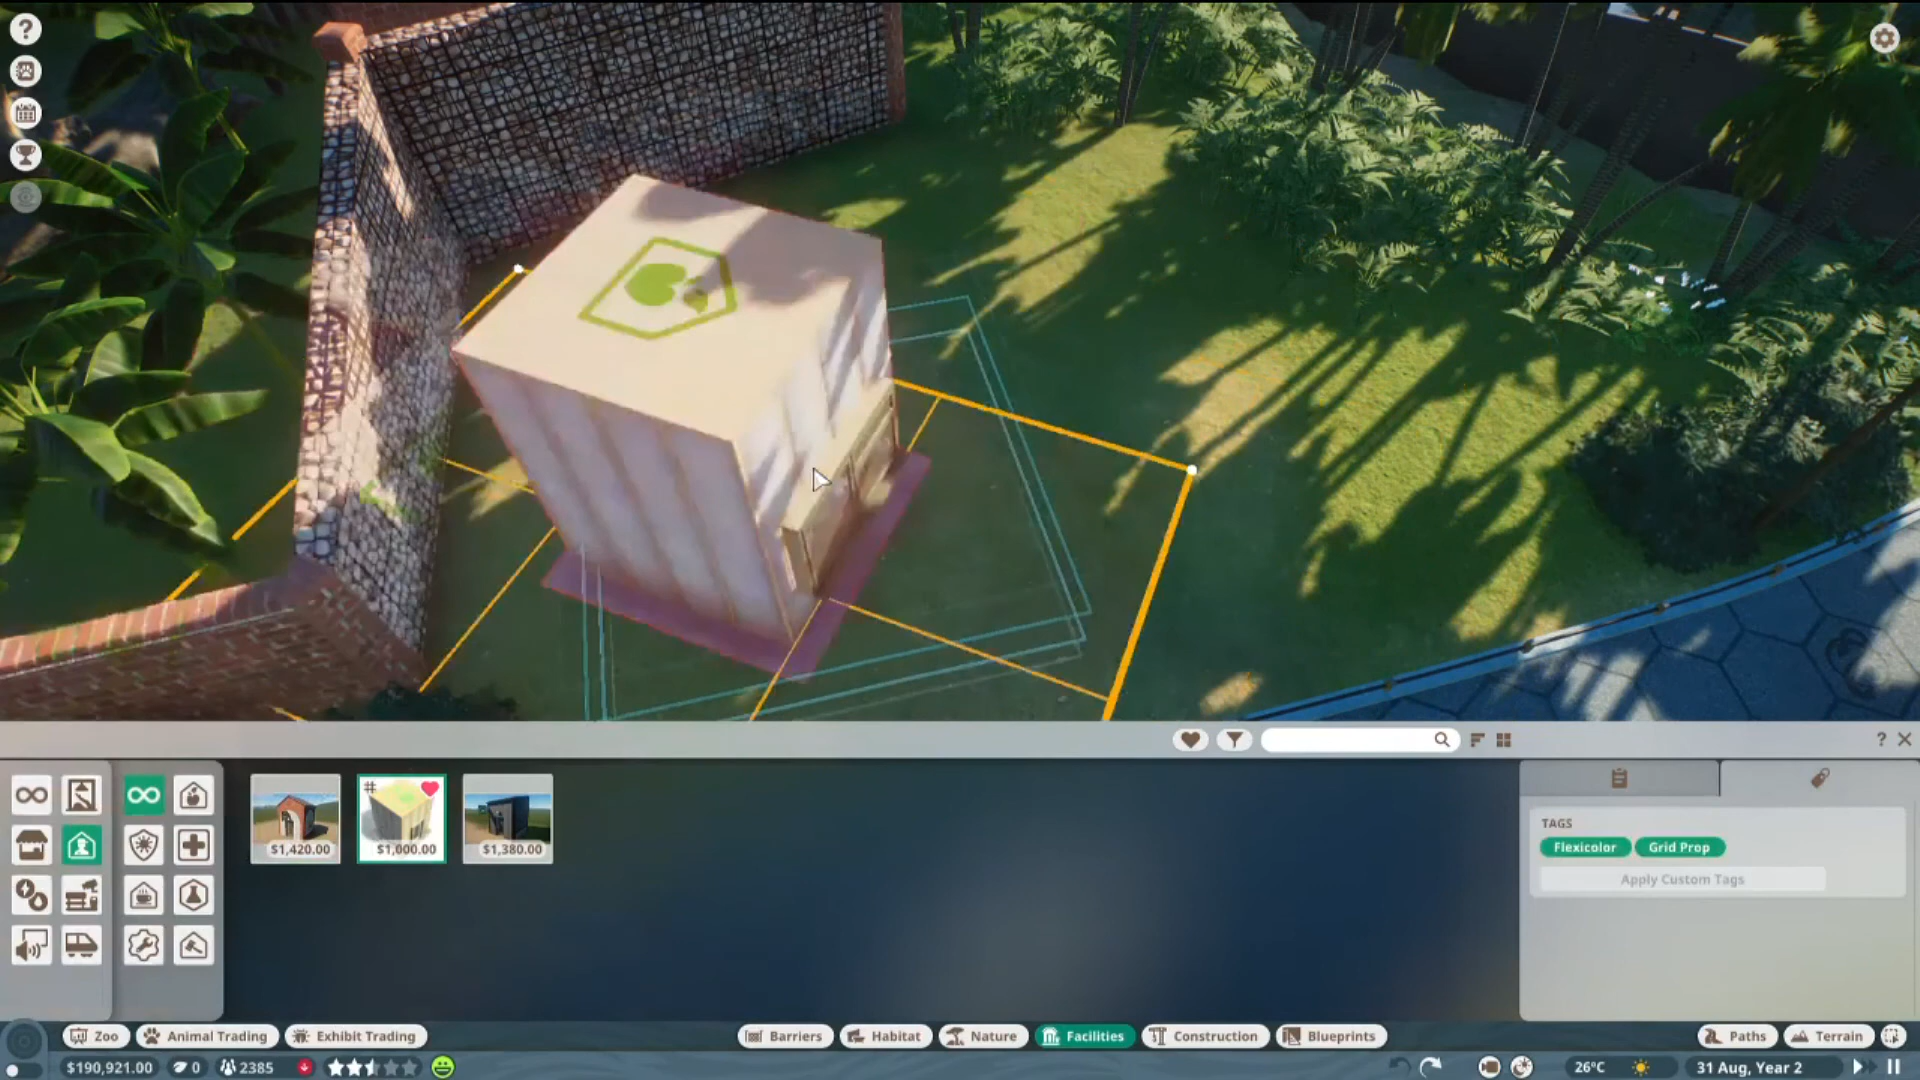 ?
? ×
$1,420.00
# $1,000.00
$1,380.00
TAGS
Flexicolor Grid Prop
Apply Custom Tags
Zoo Animal Trading Exhibit Trading Barriers Habitat Nature Facilities Construction Blueprints Paths Terrain
$190,921.00 0 2385 26°C 31 Aug, Year 2